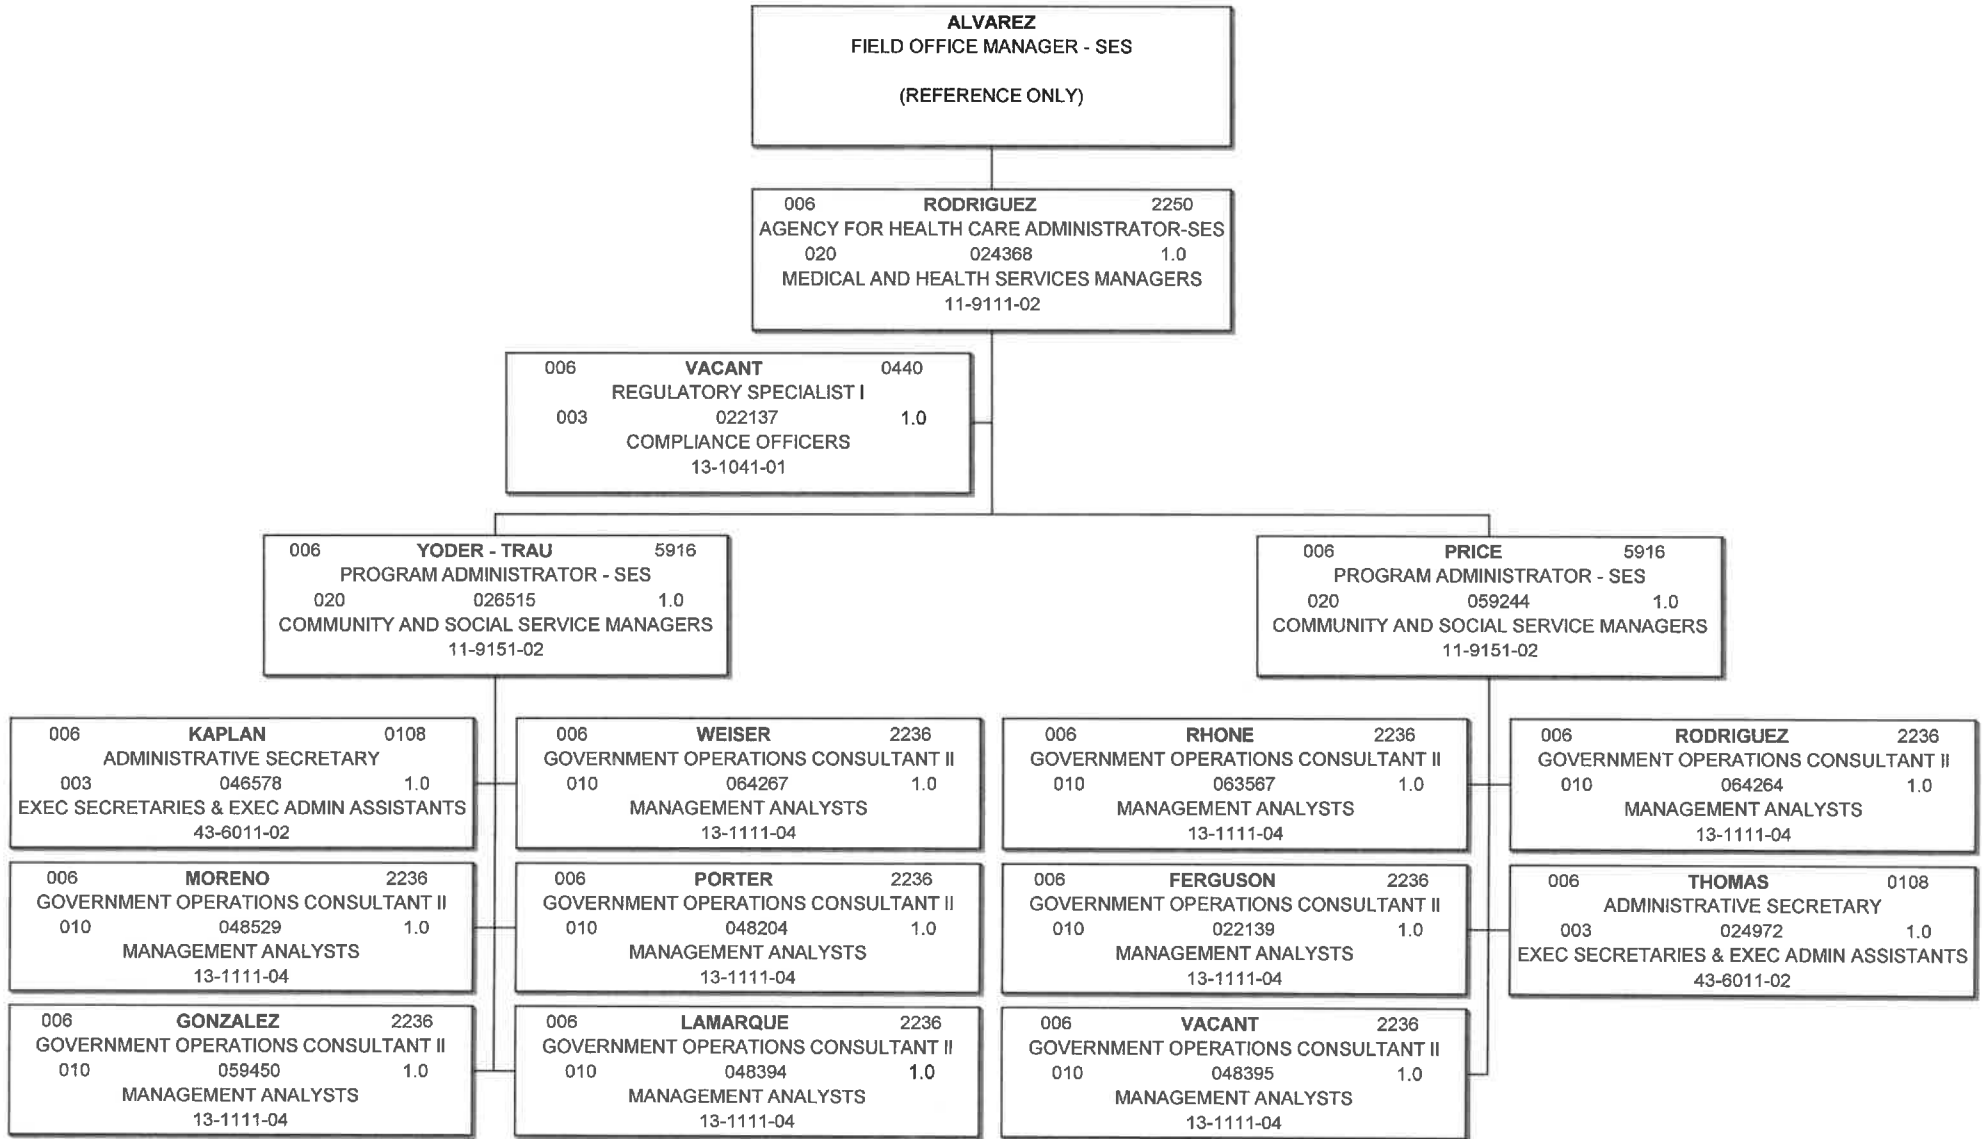 ALVAREZ
FIELD OFFICE MANAGER - SES
(REFERENCE ONLY)
006 RODRIGUEZ 2250
AGENCY FOR HEALTH CARE ADMINISTRATOR-SES
020 024368 1.0
MEDICAL AND HEALTH SERVICES MANAGERS
11-9111-02
006 VACANT 0440
REGULATORY SPECIALIST I
003 022137 1.0
COMPLIANCE OFFICERS
13-1041-01
006 YODER - TRAU 5916
PROGRAM ADMINISTRATOR - SES
020 026515 1.0
COMMUNITY AND SOCIAL SERVICE MANAGERS
11-9151-02
006 PRICE 5916
PROGRAM ADMINISTRATOR - SES
020 059244 1.0
COMMUNITY AND SOCIAL SERVICE MANAGERS
11-9151-02
006 KAPLAN 0108
ADMINISTRATIVE SECRETARY
003 046578 1.0
EXEC SECRETARIES & EXEC ADMIN ASSISTANTS
43-6011-02
006 WEISER 2236
GOVERNMENT OPERATIONS CONSULTANT II
010 064267 1.0
MANAGEMENT ANALYSTS
13-1111-04
006 RHONE 2236
GOVERNMENT OPERATIONS CONSULTANT II
010 063567 1.0
MANAGEMENT ANALYSTS
13-1111-04
006 RODRIGUEZ 2236
GOVERNMENT OPERATIONS CONSULTANT II
010 064264 1.0
MANAGEMENT ANALYSTS
13-1111-04
006 MORENO 2236
GOVERNMENT OPERATIONS CONSULTANT II
010 048529 1.0
MANAGEMENT ANALYSTS
13-1111-04
006 PORTER 2236
GOVERNMENT OPERATIONS CONSULTANT II
010 048204 1.0
MANAGEMENT ANALYSTS
13-1111-04
006 FERGUSON 2236
GOVERNMENT OPERATIONS CONSULTANT II
010 022139 1.0
MANAGEMENT ANALYSTS
13-1111-04
006 THOMAS 0108
ADMINISTRATIVE SECRETARY
003 024972 1.0
EXEC SECRETARIES & EXEC ADMIN ASSISTANTS
43-6011-02
006 GONZALEZ 2236
GOVERNMENT OPERATIONS CONSULTANT II
010 059450 1.0
MANAGEMENT ANALYSTS
13-1111-04
006 LAMARQUE 2236
GOVERNMENT OPERATIONS CONSULTANT II
010 048394 1.0
MANAGEMENT ANALYSTS
13-1111-04
006 VACANT 2236
GOVERNMENT OPERATIONS CONSULTANT II
010 048395 1.0
MANAGEMENT ANALYSTS
13-1111-04